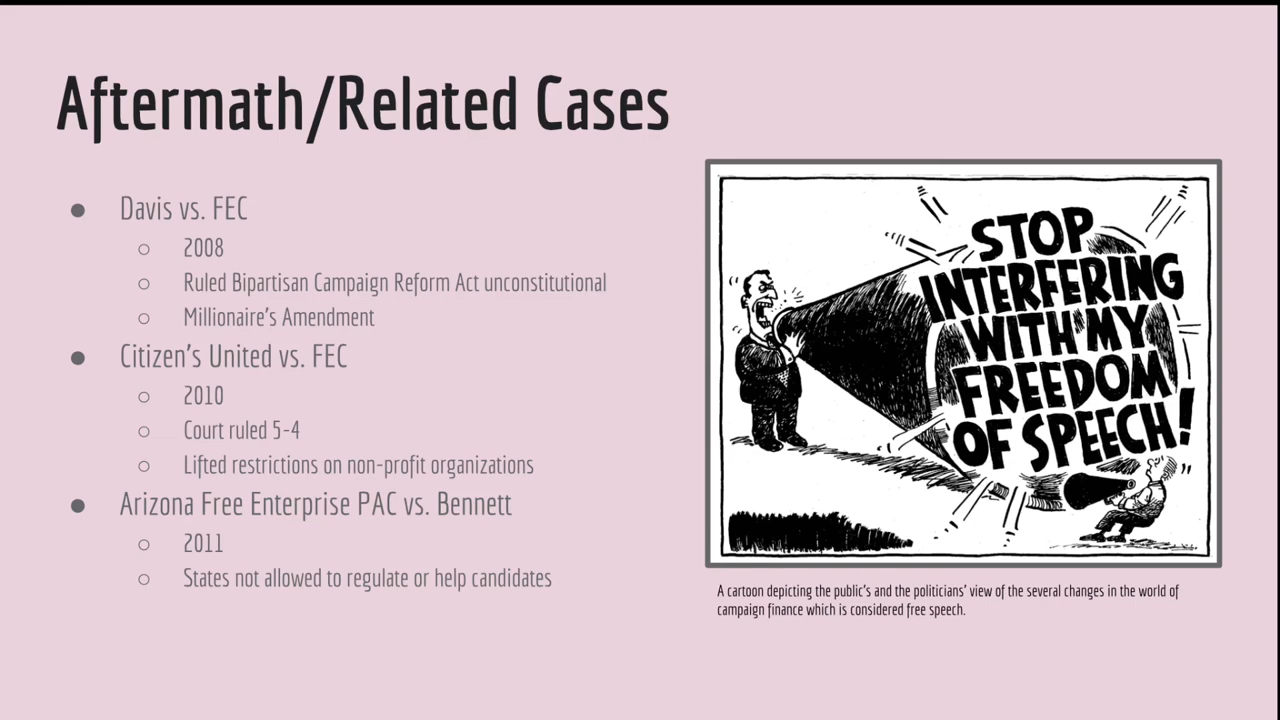 Aftermath/Related Cases
● Davis vs. FEC
○ 2008
○ Ruled Bipartisan Campaign Reform Act unconstitutional
○ Millionaire's Amendment
● Citizen's United vs. FEC
○ 2010
○ Court ruled 5-4
○ Lifted restrictions on non-profit organizations
● Arizona Free Enterprise PAC vs. Bennett
○ 2011
○ States not allowed to regulate or help candidates
STOP
INTERFERING
WITH MY
FREEDOM
OF SPEECH!
A cartoon depicting the public's and the politicians' view of the several changes in the world of
campaign finance which is considered free speech.